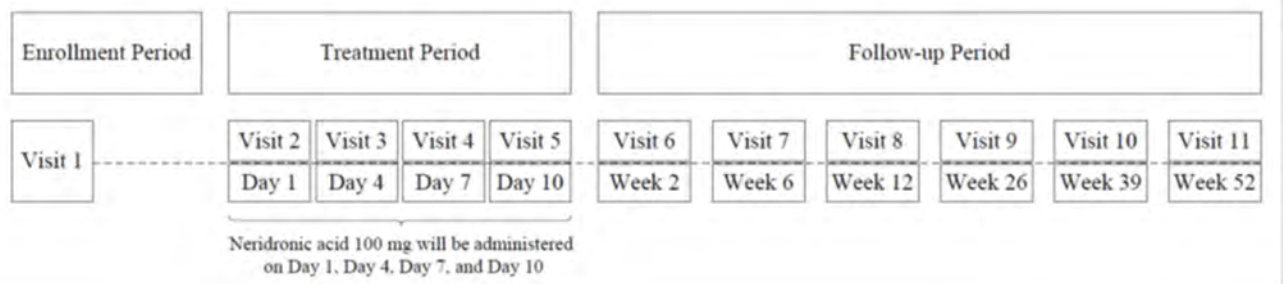 Enrollment Period
Treatment Period
Follow-up Period
Visit 1
Visit 2
Visit 3
Visit 4
Visit 5
Visit 6
Visit 7
Visit 8
Visit 9
Visit 10
Visit 11
Day 1
Day 4
Day 7
Day 10
Week 2
Week 6
Week 12
Week 26
Week 39
Week 52
Neridronic acid 100 mg will be administered
on Day 1, Day 4, Day 7, and Day 10